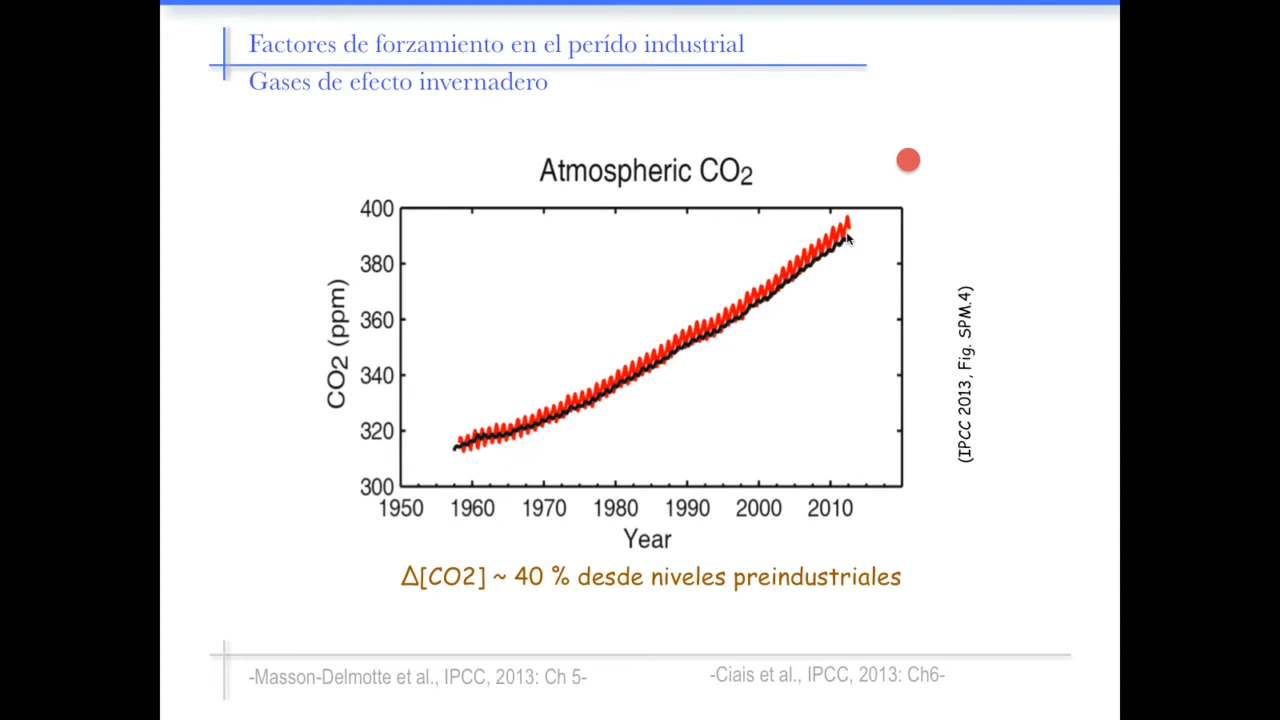 Factores de forzamiento en el perído industrial
Gases de efecto invernadero
Atmospheric CO2
400
380
360
340
320
300
CO2 (ppm)
1950 1960 1970 1980 1990 2000 2010
Year
(IPCC 2013, Fig. SPM.4)
Δ[CO2] ~ 40 % desde niveles preindustriales
-Masson-Delmotte et al., IPCC, 2013: Ch 5-
-Ciais et al., IPCC, 2013: Ch6-